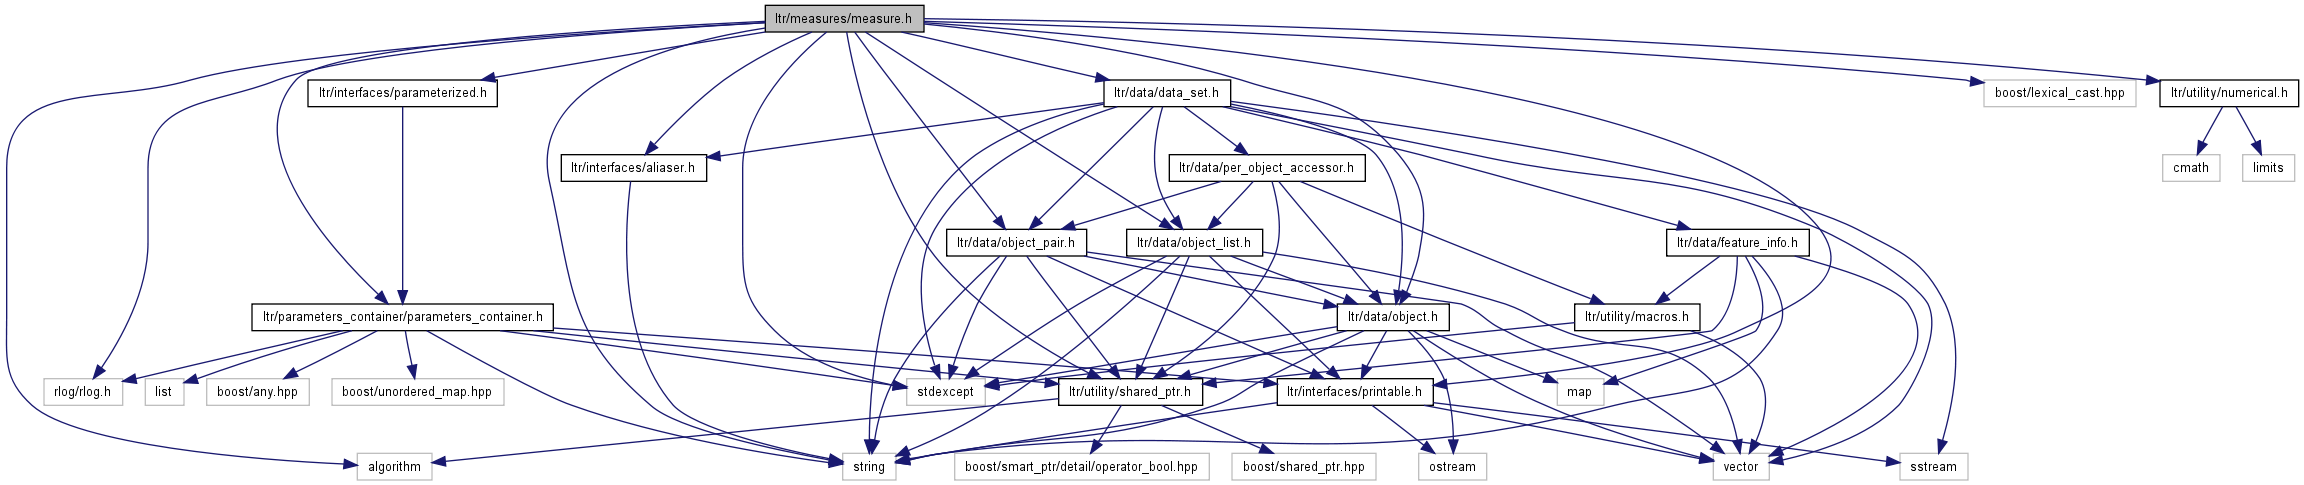 ltr/measures/measure.h
ltr/interfaces/parameterized.h
ltr/data/data_set.h
boost/lexical_cast.hpp
ltr/utility/numerical.h
ltr/interfaces/aliaser.h
ltr/data/per_object_accessor.h
cmath
limits
ltr/data/object_pair.h
ltr/data/object_list.h
ltr/data/feature_info.h
ltr/parameters_container/parameters_container.h
ltr/data/object.h
ltr/utility/macros.h
rlog/rlog.h
list
boost/any.hpp
boost/unordered_map.hpp
stdexcept
ltr/utility/shared_ptr.h
ltr/interfaces/printable.h
map
algorithm
string
boost/smart_ptr/detail/operator_bool.hpp
boost/shared_ptr.hpp
ostream
vector
sstream